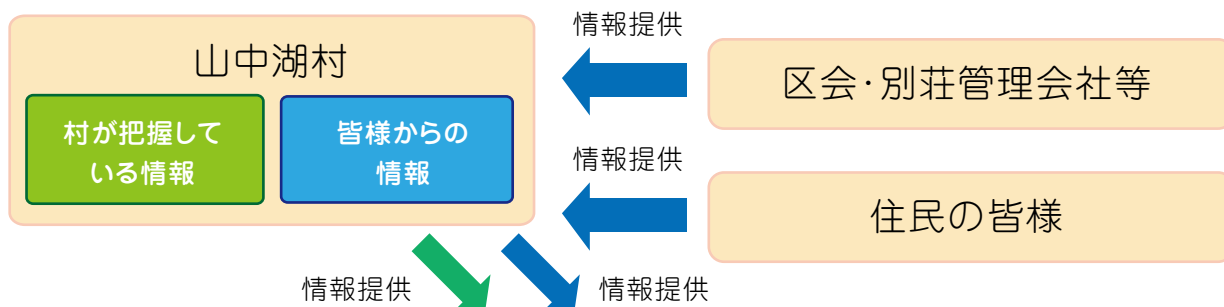 情報提供
山中湖村
区会・別荘管理会社等
村が把握して
いる情報
皆様からの
情報
情報提供
住民の皆様
情報提供
情報提供